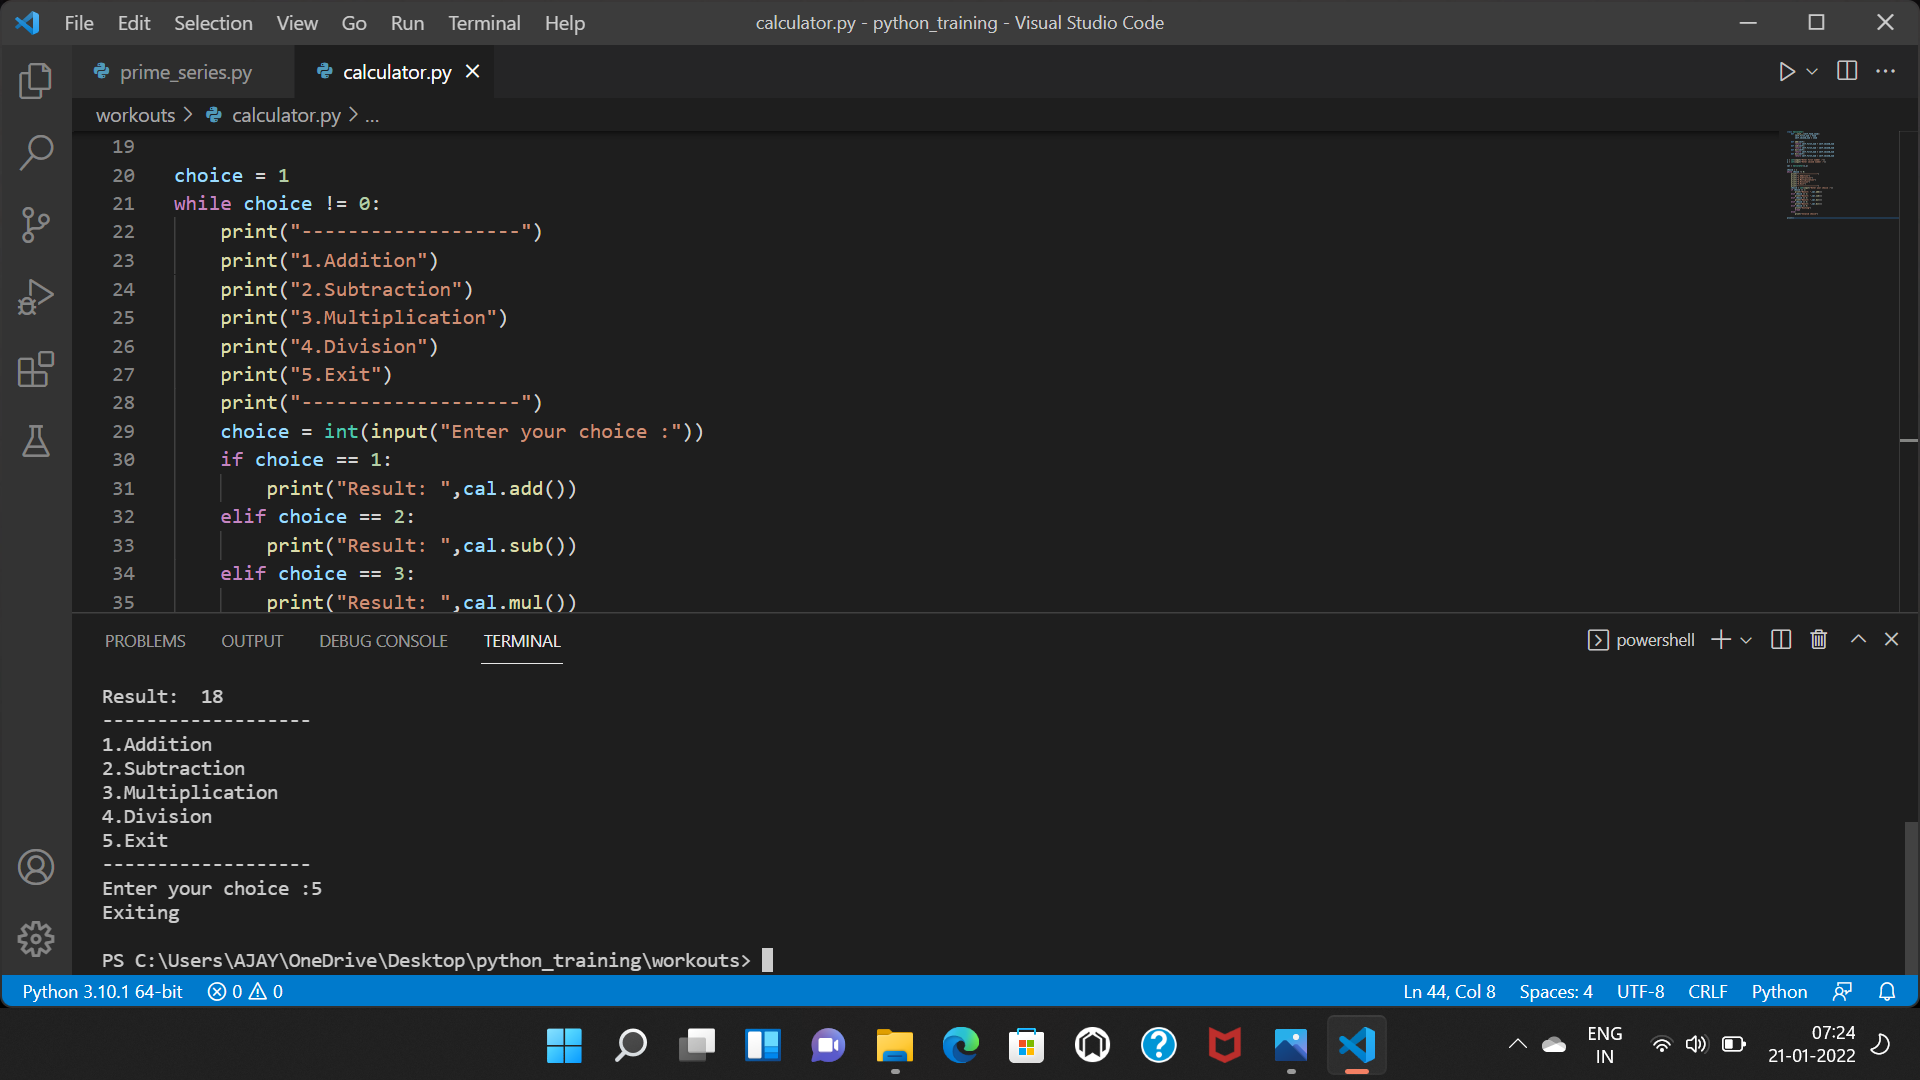 File Edit Selection View Go Run Terminal Help calculator.py - python_training - Visual Studio Code
prime_series.py calculator.py
workouts > calculator.py > ...
19
20 choice = 1
21 while choice != 0:
22 print("-------------------")
23 print("1.Addition")
24 print("2.Subtraction")
25 print("3.Multiplication")
26 print("4.Division")
27 print("5.Exit")
28 print("-------------------")
29 choice = int(input("Enter your choice :"))
30 if choice == 1:
31 print("Result: ",cal.add())
32 elif choice == 2:
33 print("Result: ",cal.sub())
34 elif choice == 3:
35 print("Result: ",cal.mul())
PROBLEMS OUTPUT DEBUG CONSOLE TERMINAL powershell
Result:  18
-------------------
1.Addition
2.Subtraction
3.Multiplication
4.Division
5.Exit
-------------------
Enter your choice :5
Exiting
PS C:\Users\AJAY\OneDrive\Desktop\python_training\workouts>
Python 3.10.1 64-bit 0 0 Ln 44, Col 8 Spaces: 4 UTF-8 CRLF Python
ENG 07:24
IN 21-01-2022